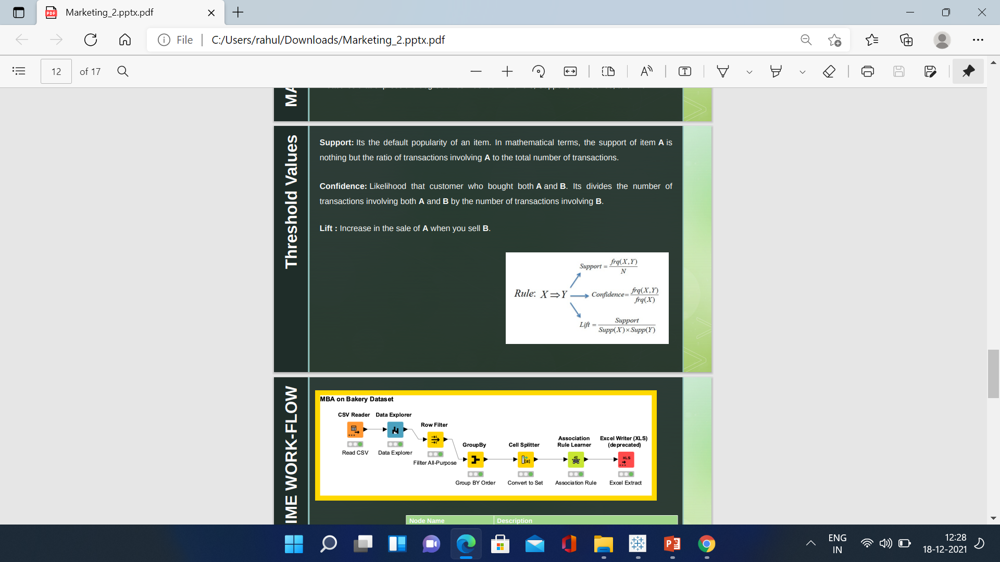 Marketing_2.pptx.pdf
File
C:/Users/rahul/Downloads/Marketing_2.pptx.pdf
12 of 17
MA
Threshold Values
Support: Its the default popularity of an item. In mathematical terms, the support of item A is
nothing but the ratio of transactions involving A to the total number of transactions.
Confidence: Likelihood that customer who bought both A and B. Its divides the number of
transactions involving both A and B by the number of transactions involving B.
Lift : Increase in the sale of A when you sell B.
Rule: X ⇒ Y
Support = frq(X,Y) / N
Confidence = frq(X,Y) / frq(X)
Lift = Support / Supp(X) × Supp(Y)
IME WORK-FLOW
MBA on Bakery Dataset
CSV Reader
Read CSV
Data Explorer
Data Explorer
Row Filter
Fillter All-Purpose
GroupBy
Group BY Order
Cell Splitter
Convert to Set
Association
Rule Learner
Association Rule
Excel Writer (XLS)
(deprecated)
XLS
Excel Extract
Node Name
Description
ENG
IN
12:28
18-12-2021